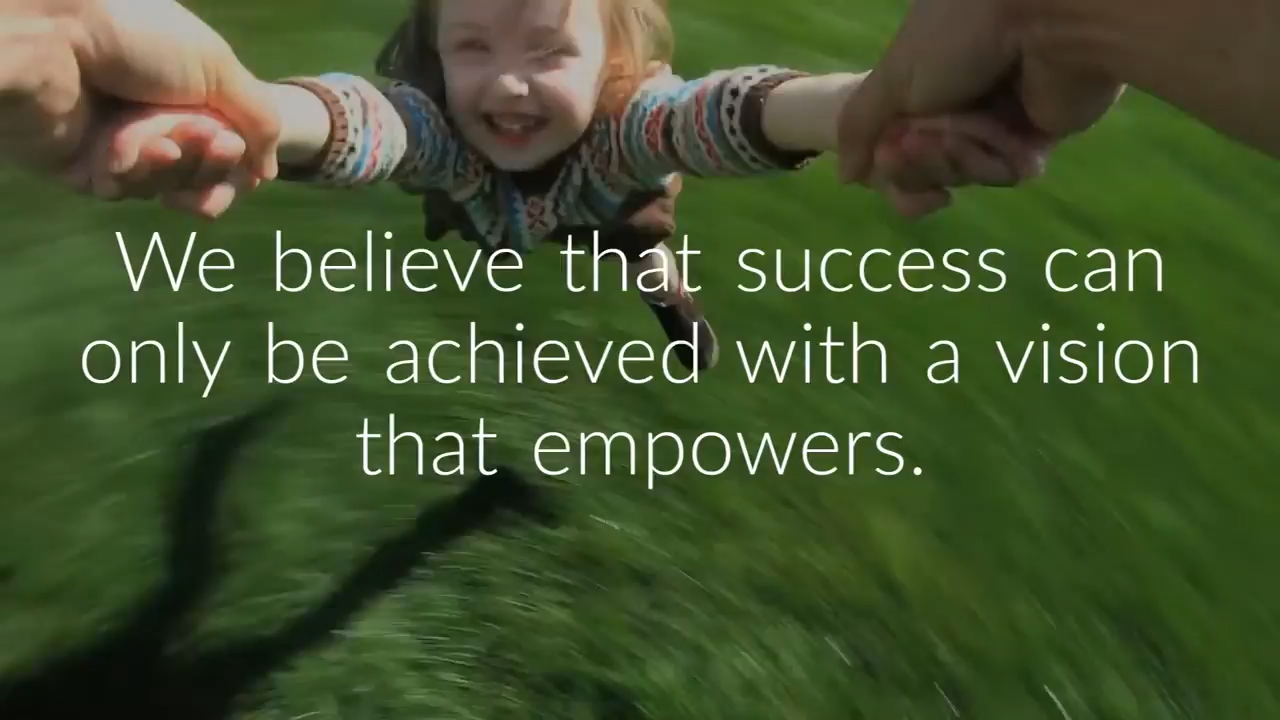 We believe that success can
only be achieved with a vision
that empowers.